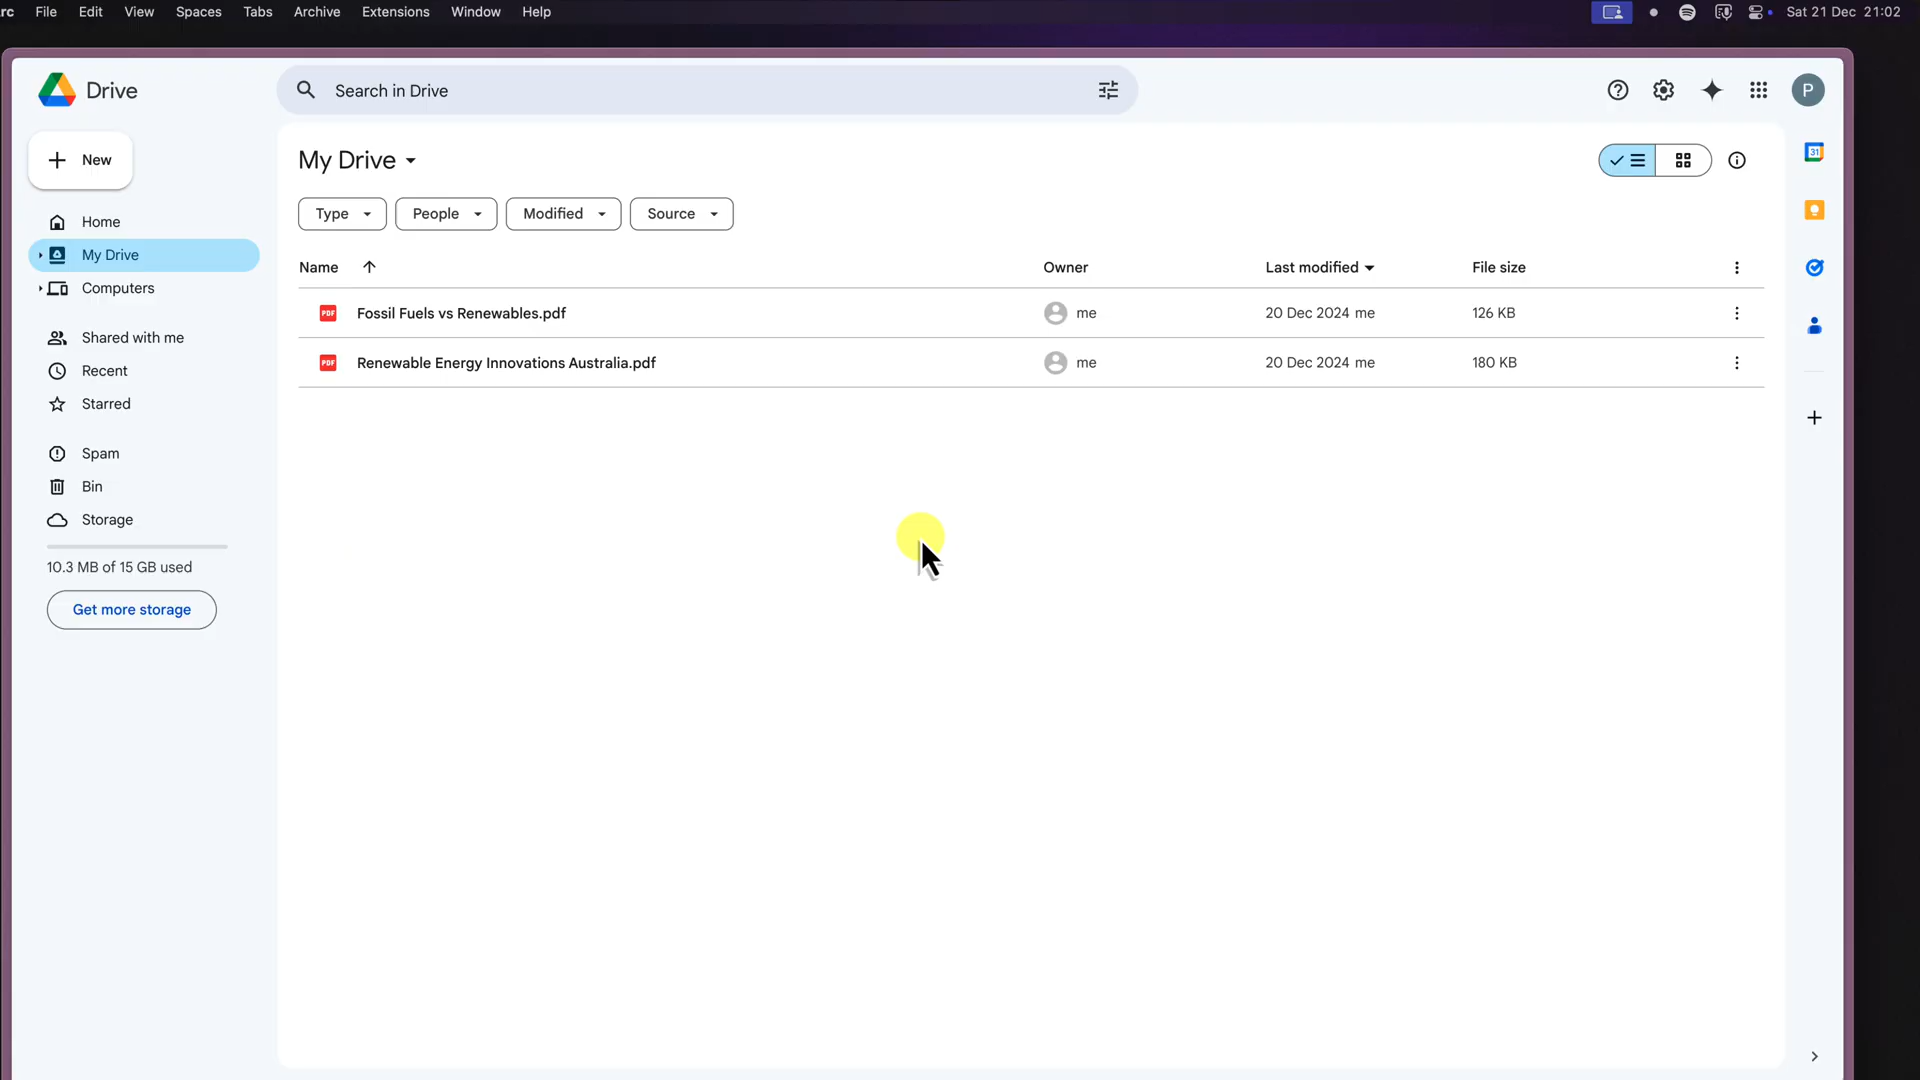 rc File Edit View Spaces Tabs Archive Extensions Window Help Sat 21 Dec 21:02
Drive Search in Drive P
New
My Drive
Home
My Drive
Computers
Shared with me
Recent
Starred
Spam
Bin
Storage
10.3 MB of 15 GB used
Get more storage
Type People Modified Source
Name Owner Last modified File size
PDF Fossil Fuels vs Renewables.pdf me 20 Dec 2024 me 126 KB
PDF Renewable Energy Innovations Australia.pdf me 20 Dec 2024 me 180 KB
31